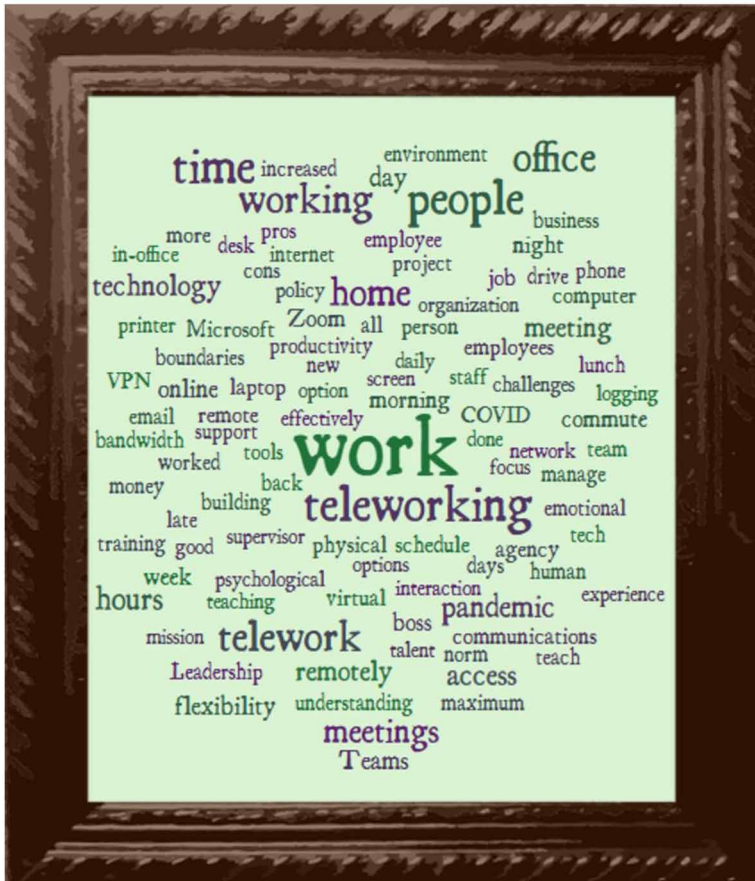 environment office
time increased day
working people
business
more desk pros employee night
in-office internet project
cons job drive phone
technology policy home organization computer
printer Microsoft Zoom all person meeting
boundaries productivity employees
new daily lunch
VPN online laptop option screen staff challenges logging
morning
email remote effectively COVID commute
bandwidth support work done
worked tools network team
focus manage
money back
building teleworking emotional
late
training good supervisor physical schedule agency tech
options days human
week psychological interaction experience
hours teaching virtual pandemic
boss
mission telework communications
talent norm teach
Leadership remotely access
flexibility understanding maximum
meetings
Teams